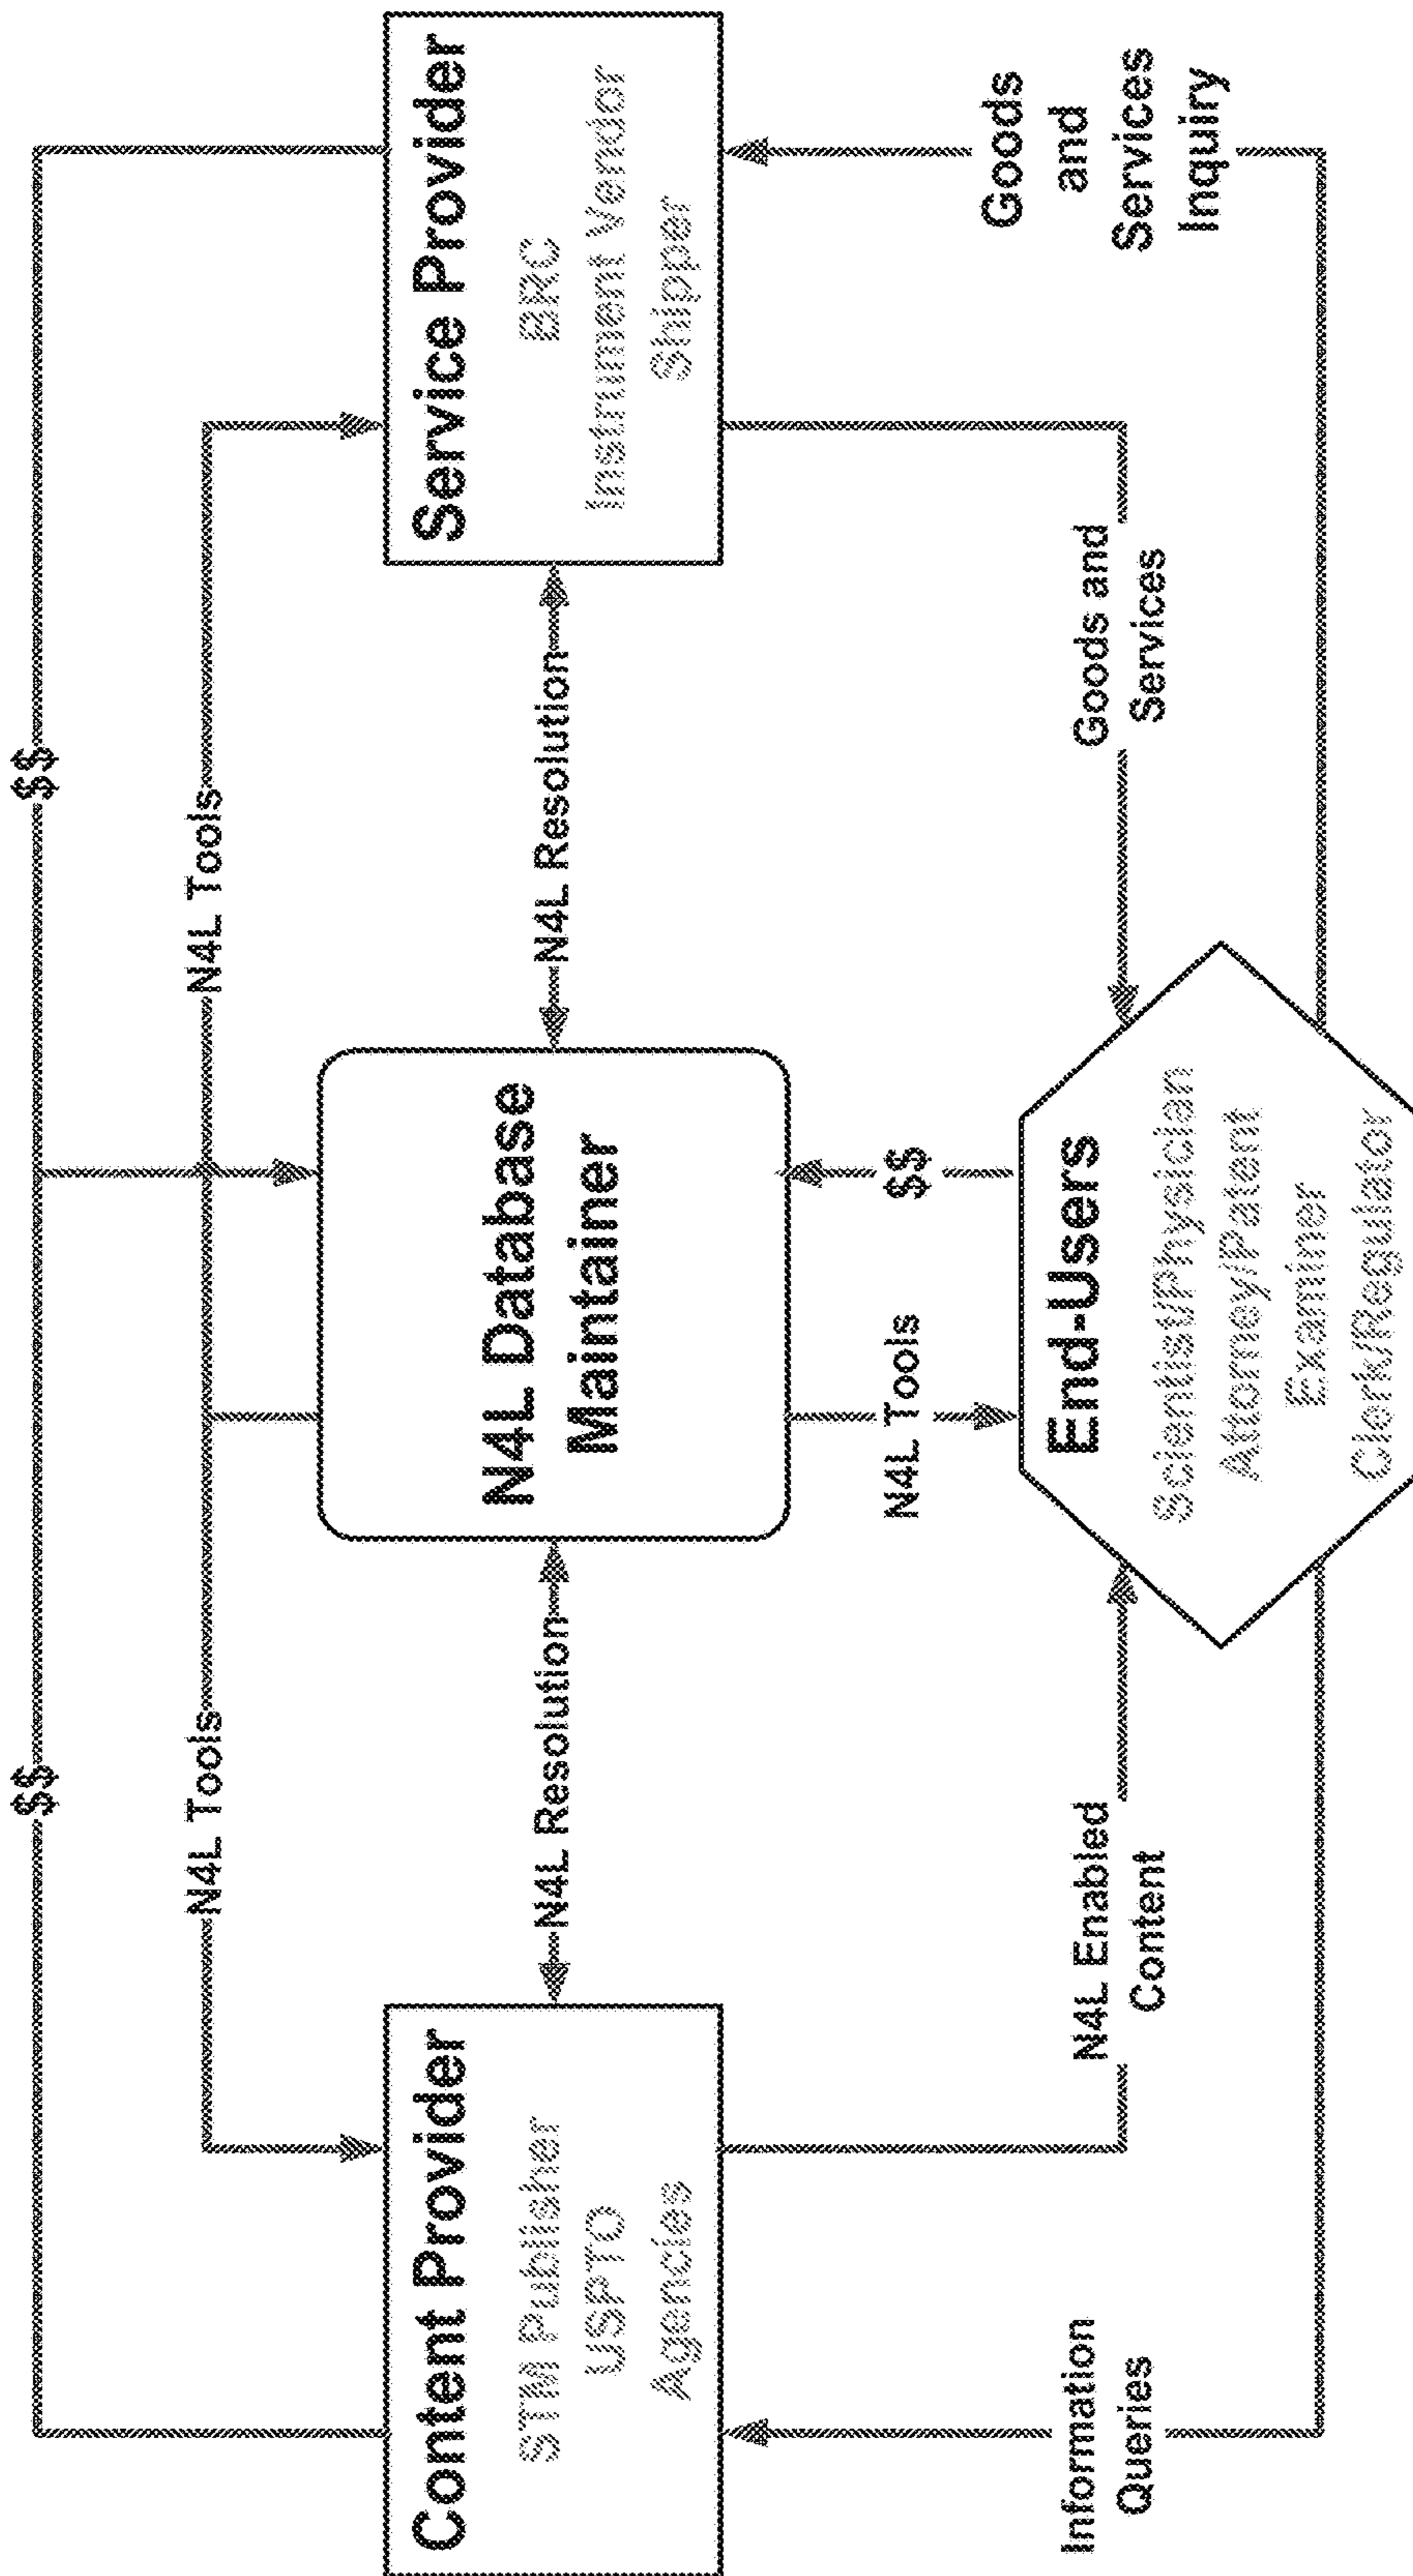 $$
$$
N4L Tools
N4L Tools
Content Provider
STM Publisher
USPTO
Agencies
N4L Resolution
N4L Database
Maintainer
N4L Resolution
Service Provider
BRC
Instrument Vendor
Shipper
N4L Tools
$$
Information
Queries
N4L Enabled
Content
End-Users
Scientist/Physician
Attorney/Patent
Examiner
Clerk/Regulator
Goods and
Services
Goods
and
Services
Inquiry